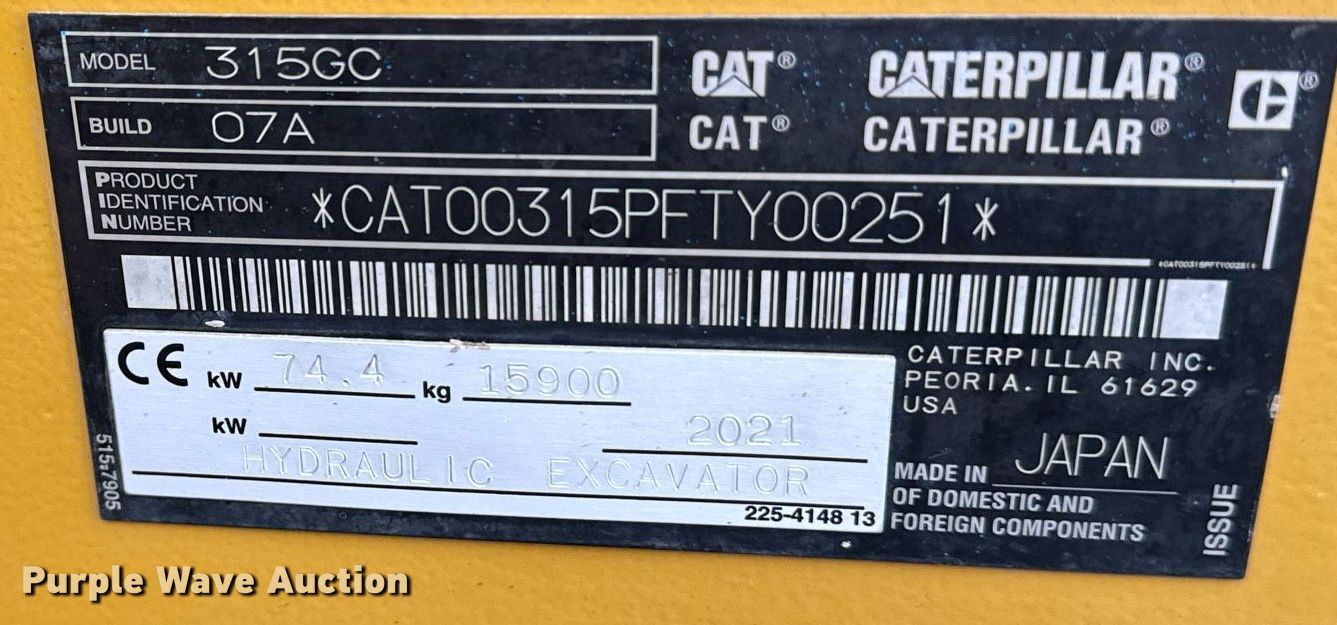 MODEL 315GC
BUILD 07A
CAT® CATERPILLAR® ®
CAT® CATERPILLAR®
PRODUCT
IDENTIFICATION
NUMBER
*CAT00315PFTY00251*
*CAT00315PFTY00251*
CE kW 74.4 kg 15900
kW 2021
HYDRAULIC EXCAVATOR
225-4148 13
515-7905
CATERPILLAR INC.
PEORIA. IL 61629
USA
MADE IN JAPAN
OF DOMESTIC AND
FOREIGN COMPONENTS
ISSUE
Purple Wave Auction